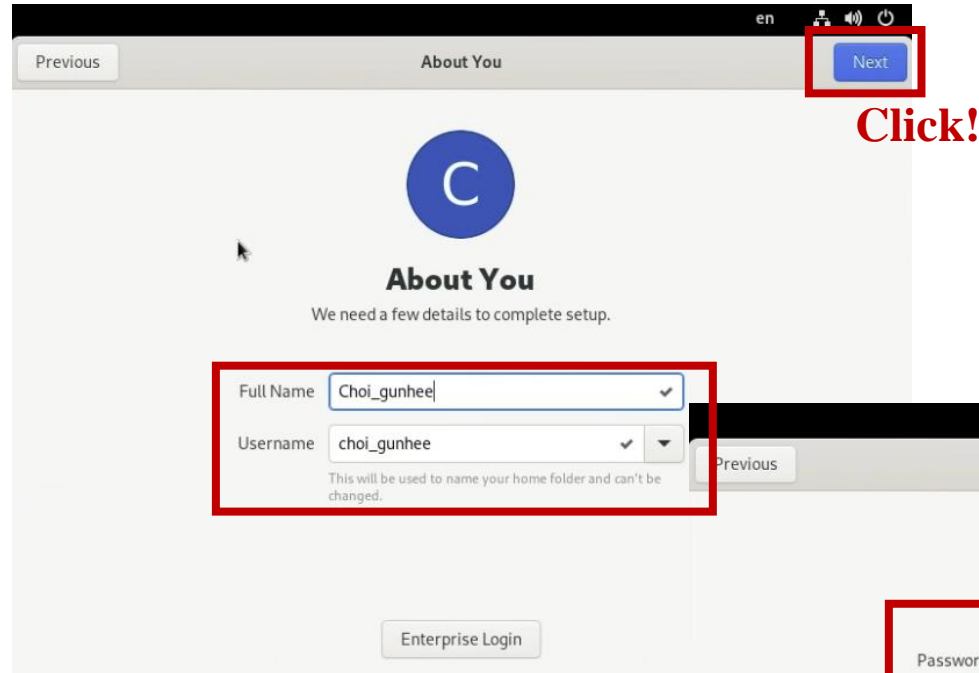 en
Previous
About You
Next
Click!
C
About You
We need a few details to complete setup.
Full Name Choi_gunhee
Username choi_gunhee
This will be used to name your home folder and can't be
changed.
Previous
Enterprise Login